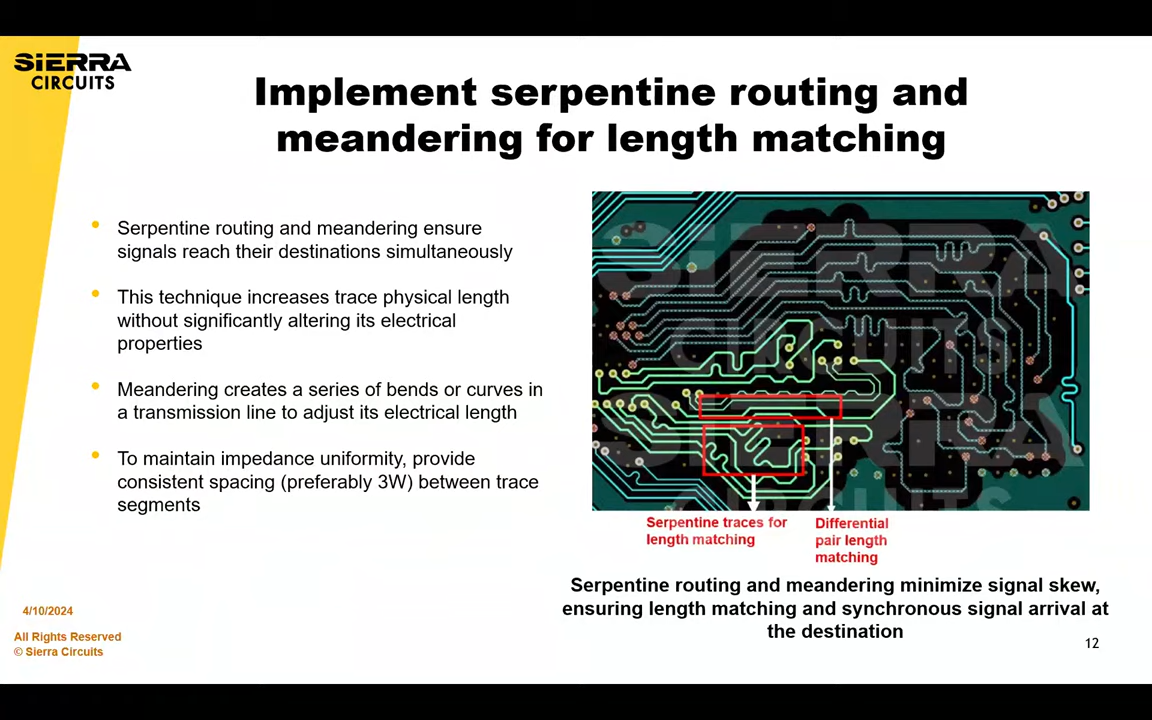 SIERRA
CIRCUITS
Implement serpentine routing and
meandering for length matching
• Serpentine routing and meandering ensure
signals reach their destinations simultaneously
• This technique increases trace physical length
without significantly altering its electrical
properties
• Meandering creates a series of bends or curves in
a transmission line to adjust its electrical length
• To maintain impedance uniformity, provide
consistent spacing (preferably 3W) between trace
segments
SIERRA
CIRCUITS
SIERRA
Serpentine traces for
length matching
Differential
pair length
matching
Serpentine routing and meandering minimize signal skew,
ensuring length matching and synchronous signal arrival at
the destination
4/10/2024
All Rights Reserved
© Sierra Circuits
12